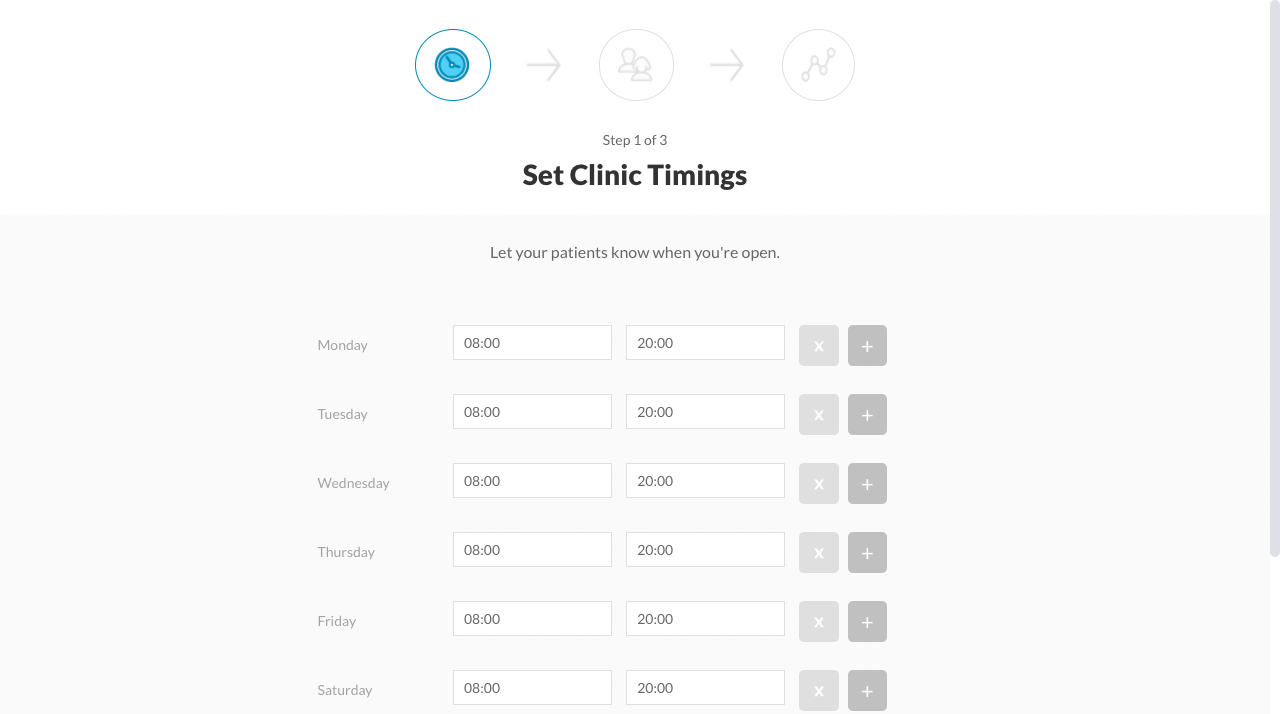 Step 1 of 3
Set Clinic Timings
Let your patients know when you're open.
Monday 08:00 20:00 x +
Tuesday 08:00 20:00 x +
Wednesday 08:00 20:00 x +
Thursday 08:00 20:00 x +
Friday 08:00 20:00 x +
Saturday 08:00 20:00 x +